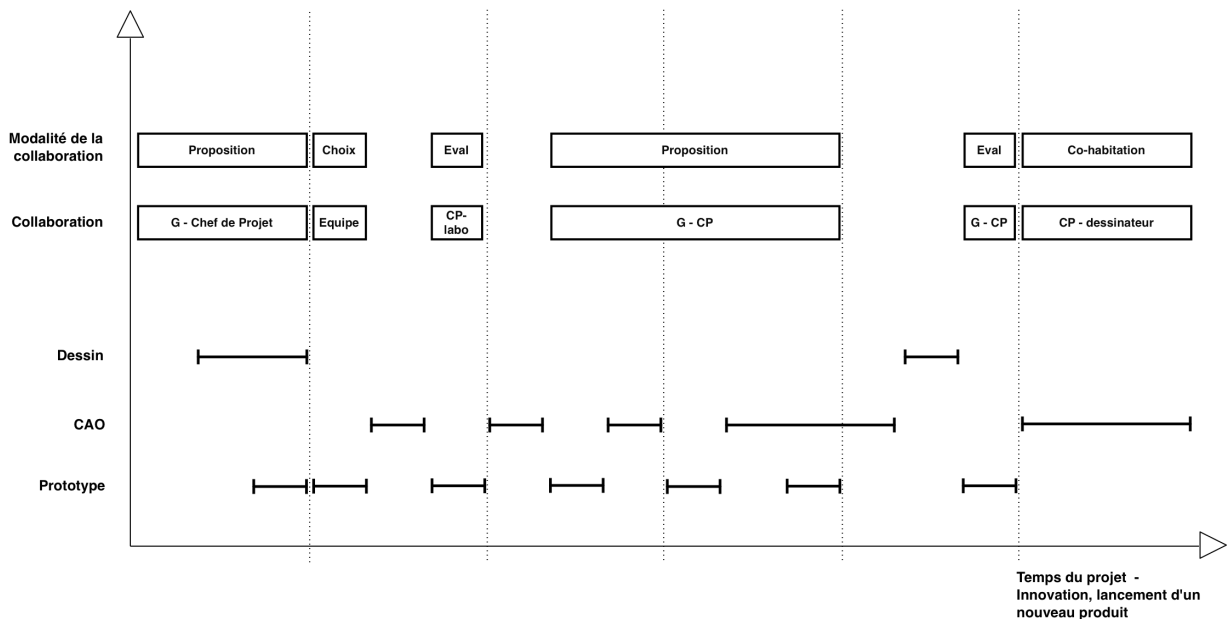 Modalité de la
collaboration
Proposition
Choix
Eval
Proposition
Eval
Co-habitation
Collaboration
G - Chef de Projet
Equipe
CP-
labo
G - CP
G - CP
CP - dessinateur
Dessin
CAO
Prototype
Temps du projet -
Innovation, lancement d'un
nouveau produit